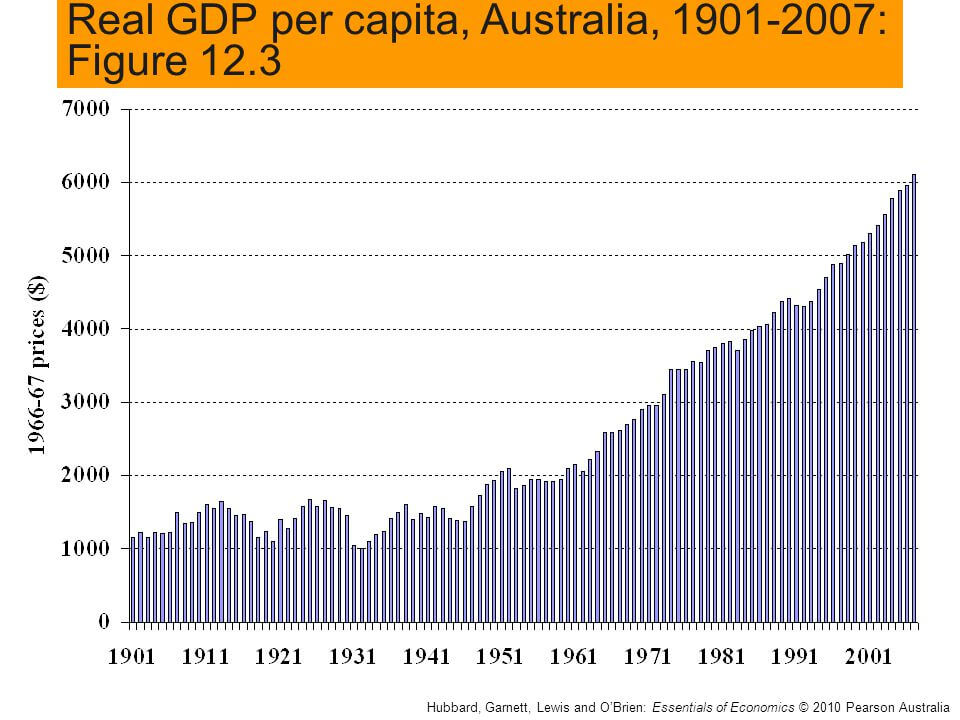 Real GDP per capita, Australia, 1901-2007:
Figure 12.3
7000
6000
5000
4000
3000
2000
1000
0
1966-67 prices ($)
1901 1911 1921 1931 1941 1951 1961 1971 1981 1991 2001
Hubbard, Garnett, Lewis and O’Brien: Essentials of Economics © 2010 Pearson Australia